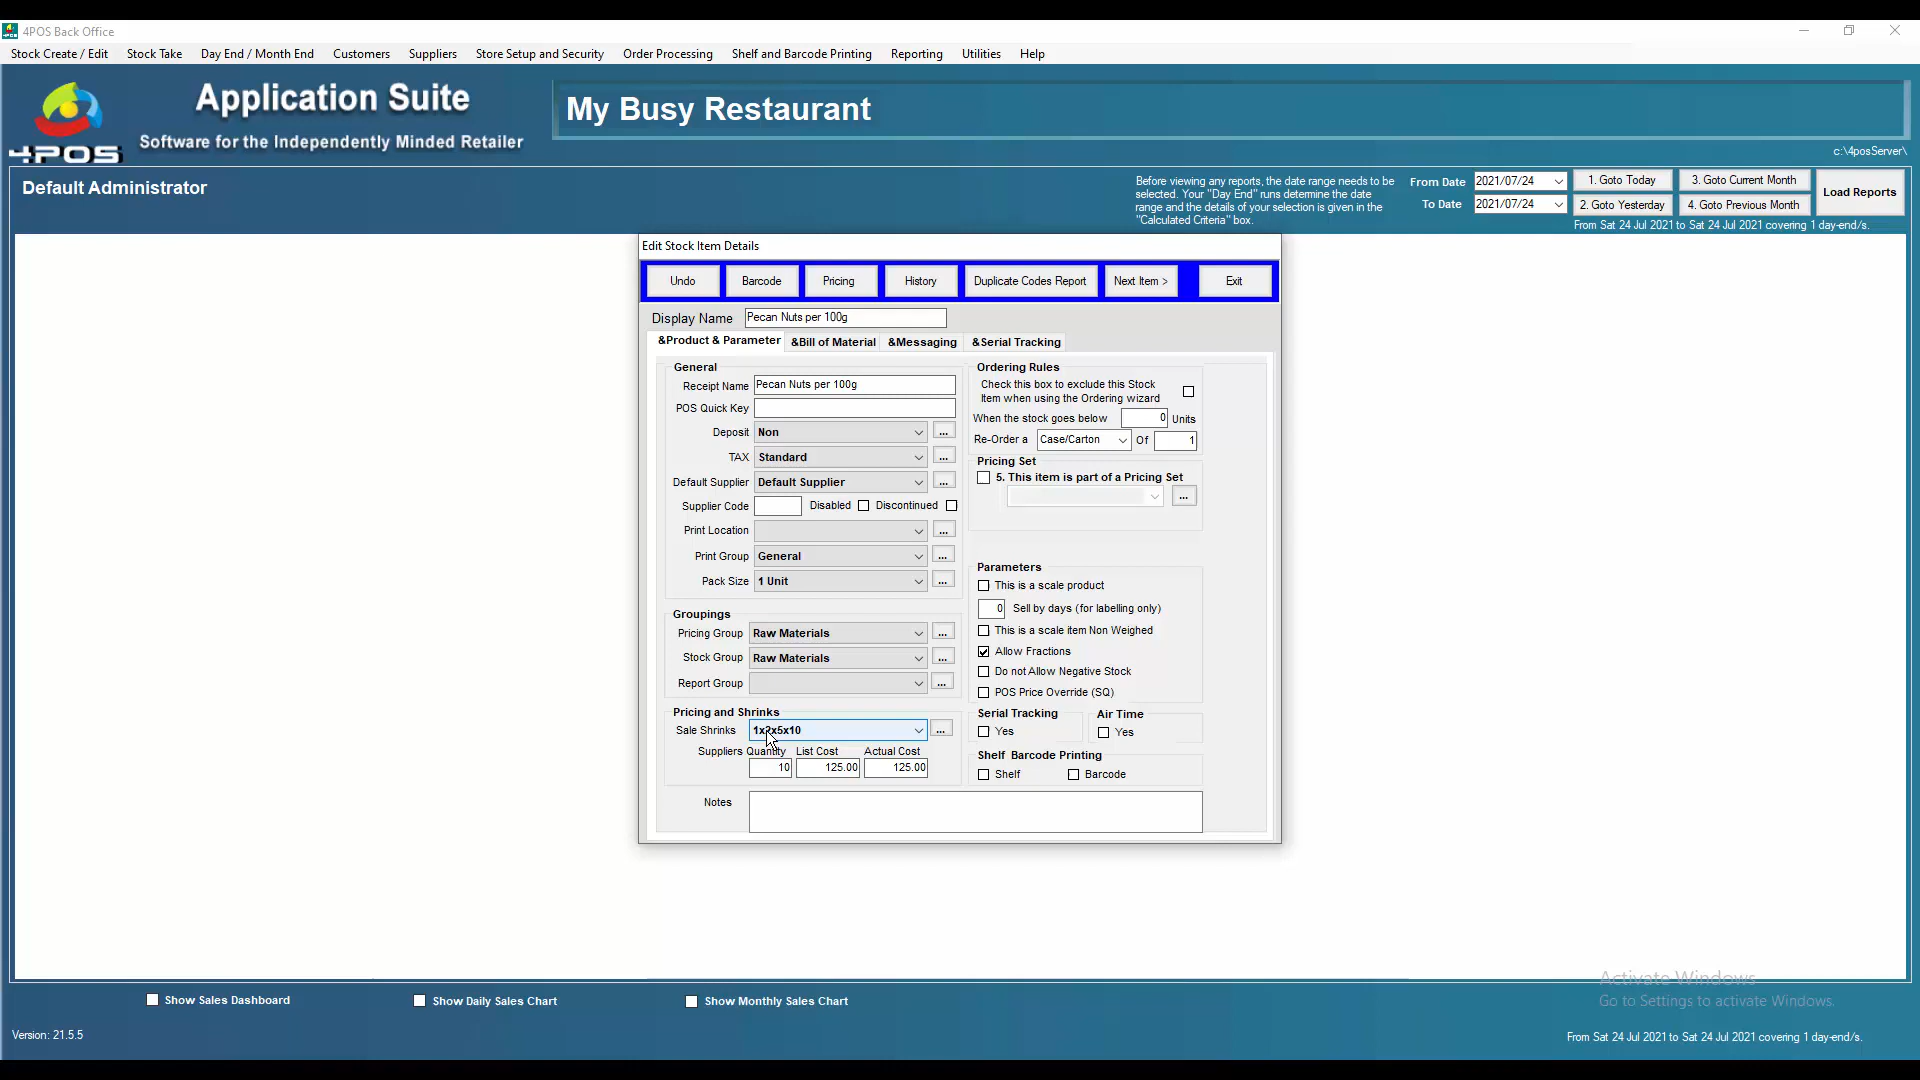 4POS Back Office
Stock Create / Edit Stock Take Day End / Month End Customers Suppliers Store Setup and Security Order Processing Shelf and Barcode Printing Reporting Utilities Help
4POS
Application Suite
Software for the Independently Minded Retailer
My Busy Restaurant
c:\4posServer\
Default Administrator
Before viewing any reports, the date range needs to be
selected. Your "Day End" runs determine the date
range and the details of your selection is given in the
"Calculated Criteria" box.
From Date 2021/07/24 1. Goto Today 3. Goto Current Month
To Date 2021/07/24 2. Goto Yesterday 4. Goto Previous Month
Load Reports
From Sat 24 Jul 2021 to Sat 24 Jul 2021 covering 1 day-end/s.
Edit Stock Item Details
Undo Barcode Pricing History Duplicate Codes Report Next Item > Exit
Display Name Pecan Nuts per 100g
&Product & Parameter &Bill of Material &Messaging &Serial Tracking
General
Receipt Name Pecan Nuts per 100g
POS Quick Key
Deposit Non ...
TAX Standard ...
Default Supplier Default Supplier ...
Supplier Code Disabled Discontinued
Print Location ...
Print Group General ...
Pack Size 1 Unit ...
Groupings
Pricing Group Raw Materials ...
Stock Group Raw Materials ...
Report Group ...
Pricing and Shrinks
Sale Shrinks 1x2x5x10 ...
Suppliers Quantity List Cost Actual Cost
10 125.00 125.00
Notes
Ordering Rules
Check this box to exclude this Stock
Item when using the Ordering wizard
When the stock goes below 0 Units
Re-Order a Case/Carton Of 1
Pricing Set
5. This item is part of a Pricing Set
...
Parameters
This is a scale product
0 Sell by days (for labelling only)
This is a scale item Non Weighed
Allow Fractions
Do not Allow Negative Stock
POS Price Override (SQ)
Serial Tracking Air Time
Yes Yes
Shelf Barcode Printing
Shelf Barcode
Show Sales Dashboard Show Daily Sales Chart Show Monthly Sales Chart
Activate Windows
Go to Settings to activate Windows.
Version: 21.5.5
From Sat 24 Jul 2021 to Sat 24 Jul 2021 covering 1 day-end/s.